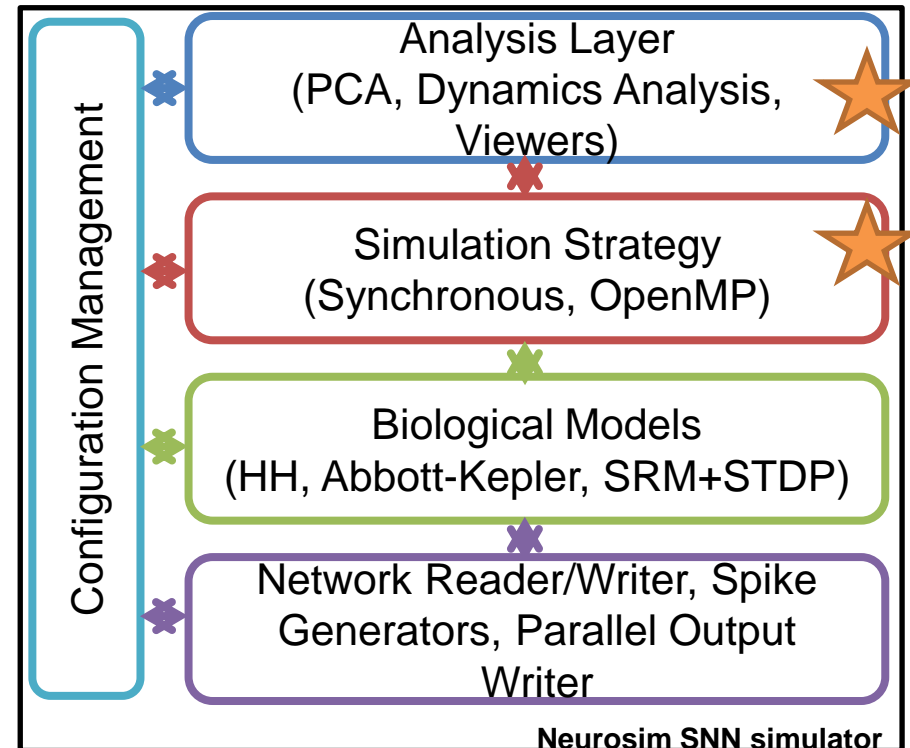 Configuration Management
Analysis Layer
(PCA, Dynamics Analysis,
Viewers)
Simulation Strategy
(Synchronous, OpenMP)
Biological Models
(HH, Abbott-Kepler, SRM+STDP)
Network Reader/Writer, Spike
Generators, Parallel Output
Writer
Neurosim SNN simulator